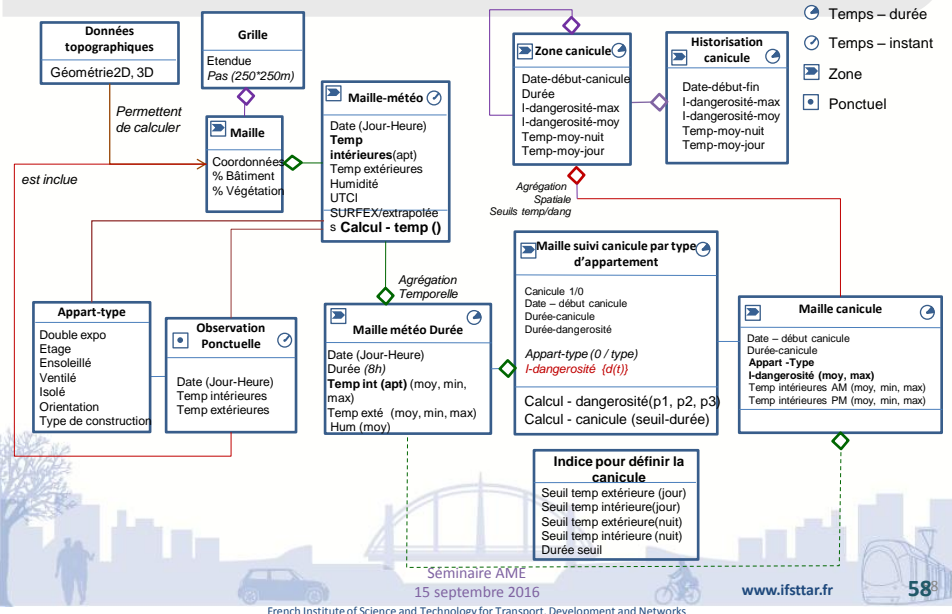 Données
topographiques
Géométrie2D, 3D
Permettent
de calculer
est inclue
Grille
Etendue
Pas (250*250m)
Maille
Coordonnées
% Bâtiment
% Végétation
Maille-météo
Date (Jour-Heure)
Temp
intérieures(apt)
Temp extérieures
Humidité
UTCI
SURFEX/extrapolée
s Calcul - temp ()
Zone canicule
Date-début-canicule
Durée
I-dangerosité-max
I-dangerosité-moy
Temp-moy-nuit
Temp-moy-jour
Historisation
canicule
Date-début-fin
I-dangerosité-max
I-dangerosité-moy
Temp-moy-nuit
Temp-moy-jour
Temps – durée
Temps – instant
Zone
Ponctuel
Agrégation
Spatiale
Seuils temp/dang
Agrégation
Temporelle
Appart-type
Double expo
Etage
Ensoleillé
Ventilé
Isolé
Orientation
Type de construction
Observation
Ponctuelle
Date (Jour-Heure)
Temp intérieures
Temp extérieures
Maille météo Durée
Date (Jour-Heure)
Durée (8h)
Temp int (apt) (moy, min,
max)
Temp exté (moy, min, max)
Hum (moy)
Maille suivi canicule par type
d'appartement
Canicule 1/0
Date – début canicule
Durée-canicule
Durée-dangerosité
Appart-type (0 / type)
I-dangerosité {d(t)}
Calcul - dangerosité(p1, p2, p3)
Calcul - canicule (seuil-durée)
Maille canicule
Date – début canicule
Durée-canicule
Appart -Type
I-dangerosité (moy, max)
Temp intérieures AM (moy, min, max)
Temp intérieures PM (moy, min, max)
Indice pour définir la
canicule
Seuil temp extérieure (jour)
Seuil temp intérieure(jour)
Seuil temp extérieure(nuit)
Seuil temp intérieure (nuit)
Durée seuil
Séminaire AME
15 septembre 2016
www.ifsttar.fr
58
French Institute of Science and Technology for Transport, Development and Networks